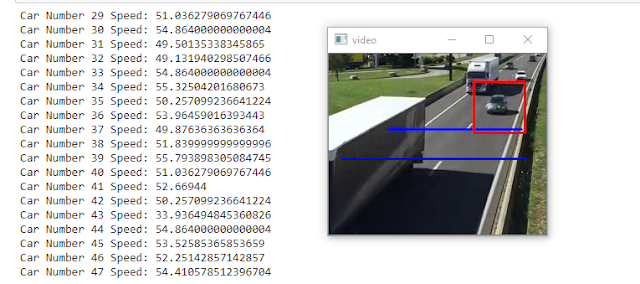 Car Number 29 Speed: 51.036279069767446
Car Number 30 Speed: 54.864000000000004
Car Number 31 Speed: 49.50135338345865
Car Number 32 Speed: 49.131940298507466
Car Number 33 Speed: 54.864000000000004
Car Number 34 Speed: 55.32504201680673
Car Number 35 Speed: 50.257099236641224
Car Number 36 Speed: 53.96459016393443
Car Number 37 Speed: 49.87636363636364
Car Number 38 Speed: 51.839999999999996
Car Number 39 Speed: 55.793898305084745
Car Number 40 Speed: 51.036279069767446
Car Number 41 Speed: 52.66944
Car Number 42 Speed: 50.257099236641224
Car Number 43 Speed: 33.936494845360826
Car Number 44 Speed: 54.864000000000004
Car Number 45 Speed: 53.52585365853659
Car Number 46 Speed: 52.25142857142857
Car Number 47 Speed: 54.410578512396704
video